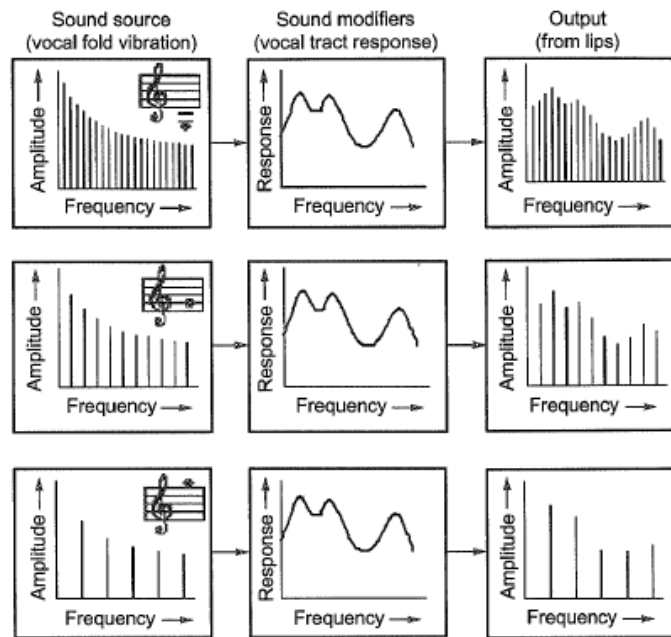 Sound source
(vocal fold vibration)
Sound modifiers
(vocal tract response)
Output
(from lips)
Amplitude
Frequency
Response
Frequency
Amplitude
Frequency
Amplitude
Frequency
Response
Frequency
Amplitude
Frequency
Amplitude
Frequency
Response
Frequency
Amplitude
Frequency